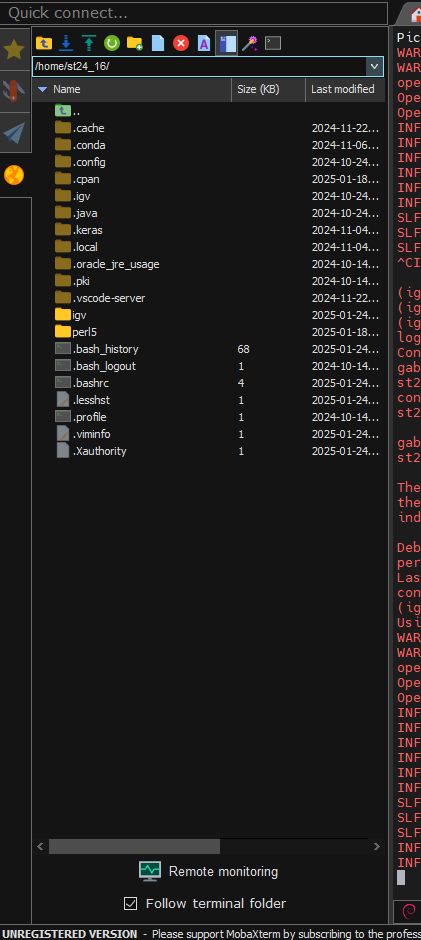 Quick connect...
/home/st24_16/
Name Size (KB) Last modified
..
.cache 2024-11-22...
.conda 2024-11-06...
.config 2024-10-24...
.cpan 2025-01-18...
.igv 2024-10-24...
.java 2024-10-24...
.keras 2024-11-04...
.local 2024-11-04...
.oracle_jre_usage 2024-10-14...
.pki 2024-10-14...
.vscode-server 2024-11-22...
igv 2025-01-24...
perl5 2025-01-18...
.bash_history 68 2025-01-24...
.bash_logout 1 2024-10-14...
.bashrc 4 2025-01-24...
.lesshst 1 2025-01-24...
.profile 1 2024-10-14...
.viminfo 1 2025-01-24...
.Xauthority 1 2025-01-24...
Remote monitoring
Follow terminal folder
UNREGISTERED VERSION - Please support MobaXterm by subscribing to the profess
Pic
WAR
WAR
ope
Ope
Ope
INF
INF
INF
INF
INF
INF
SLF
SLF
SLF
^CI
(ig
(ig
(ig
log
Con
gab
st2
con
st2
gab
st2
The
the
ind
Deb
per
Las
con
(ig
Usi
WAR
WAR
ope
Ope
Ope
INF
INF
INF
INF
INF
INF
SLF
SLF
SLF
INF
INF